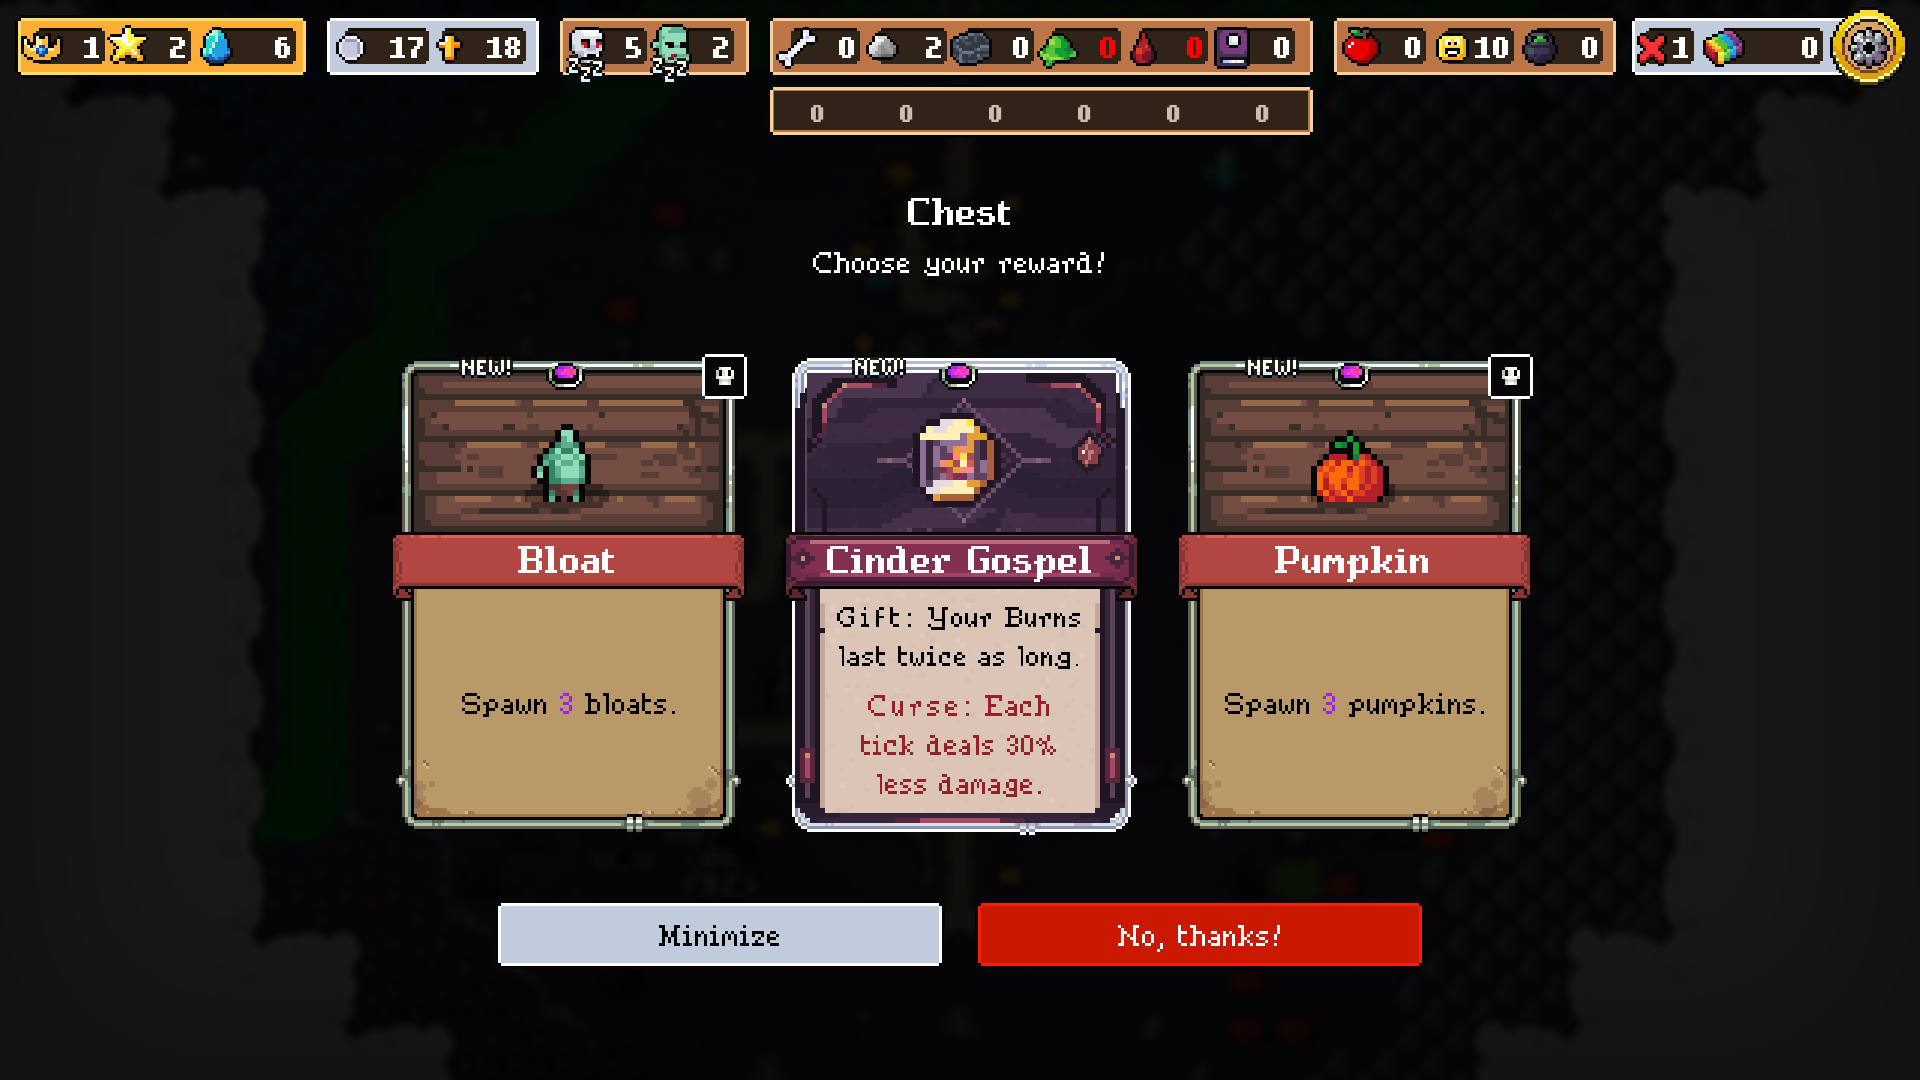 1 2 6 17 18 5 2 0 2 0 0 0 0 0 10 0 1 0
0 0 0 0 0 0
Chest
Choose your reward!
NEW! NEW! NEW!
Bloat
Spawn 3 bloats.
Cinder Gospel
Gift: Your Burns
last twice as long.
Curse: Each
tick deals 30%
less damage.
Pumpkin
Spawn 3 pumpkins.
Minimize
No, thanks!